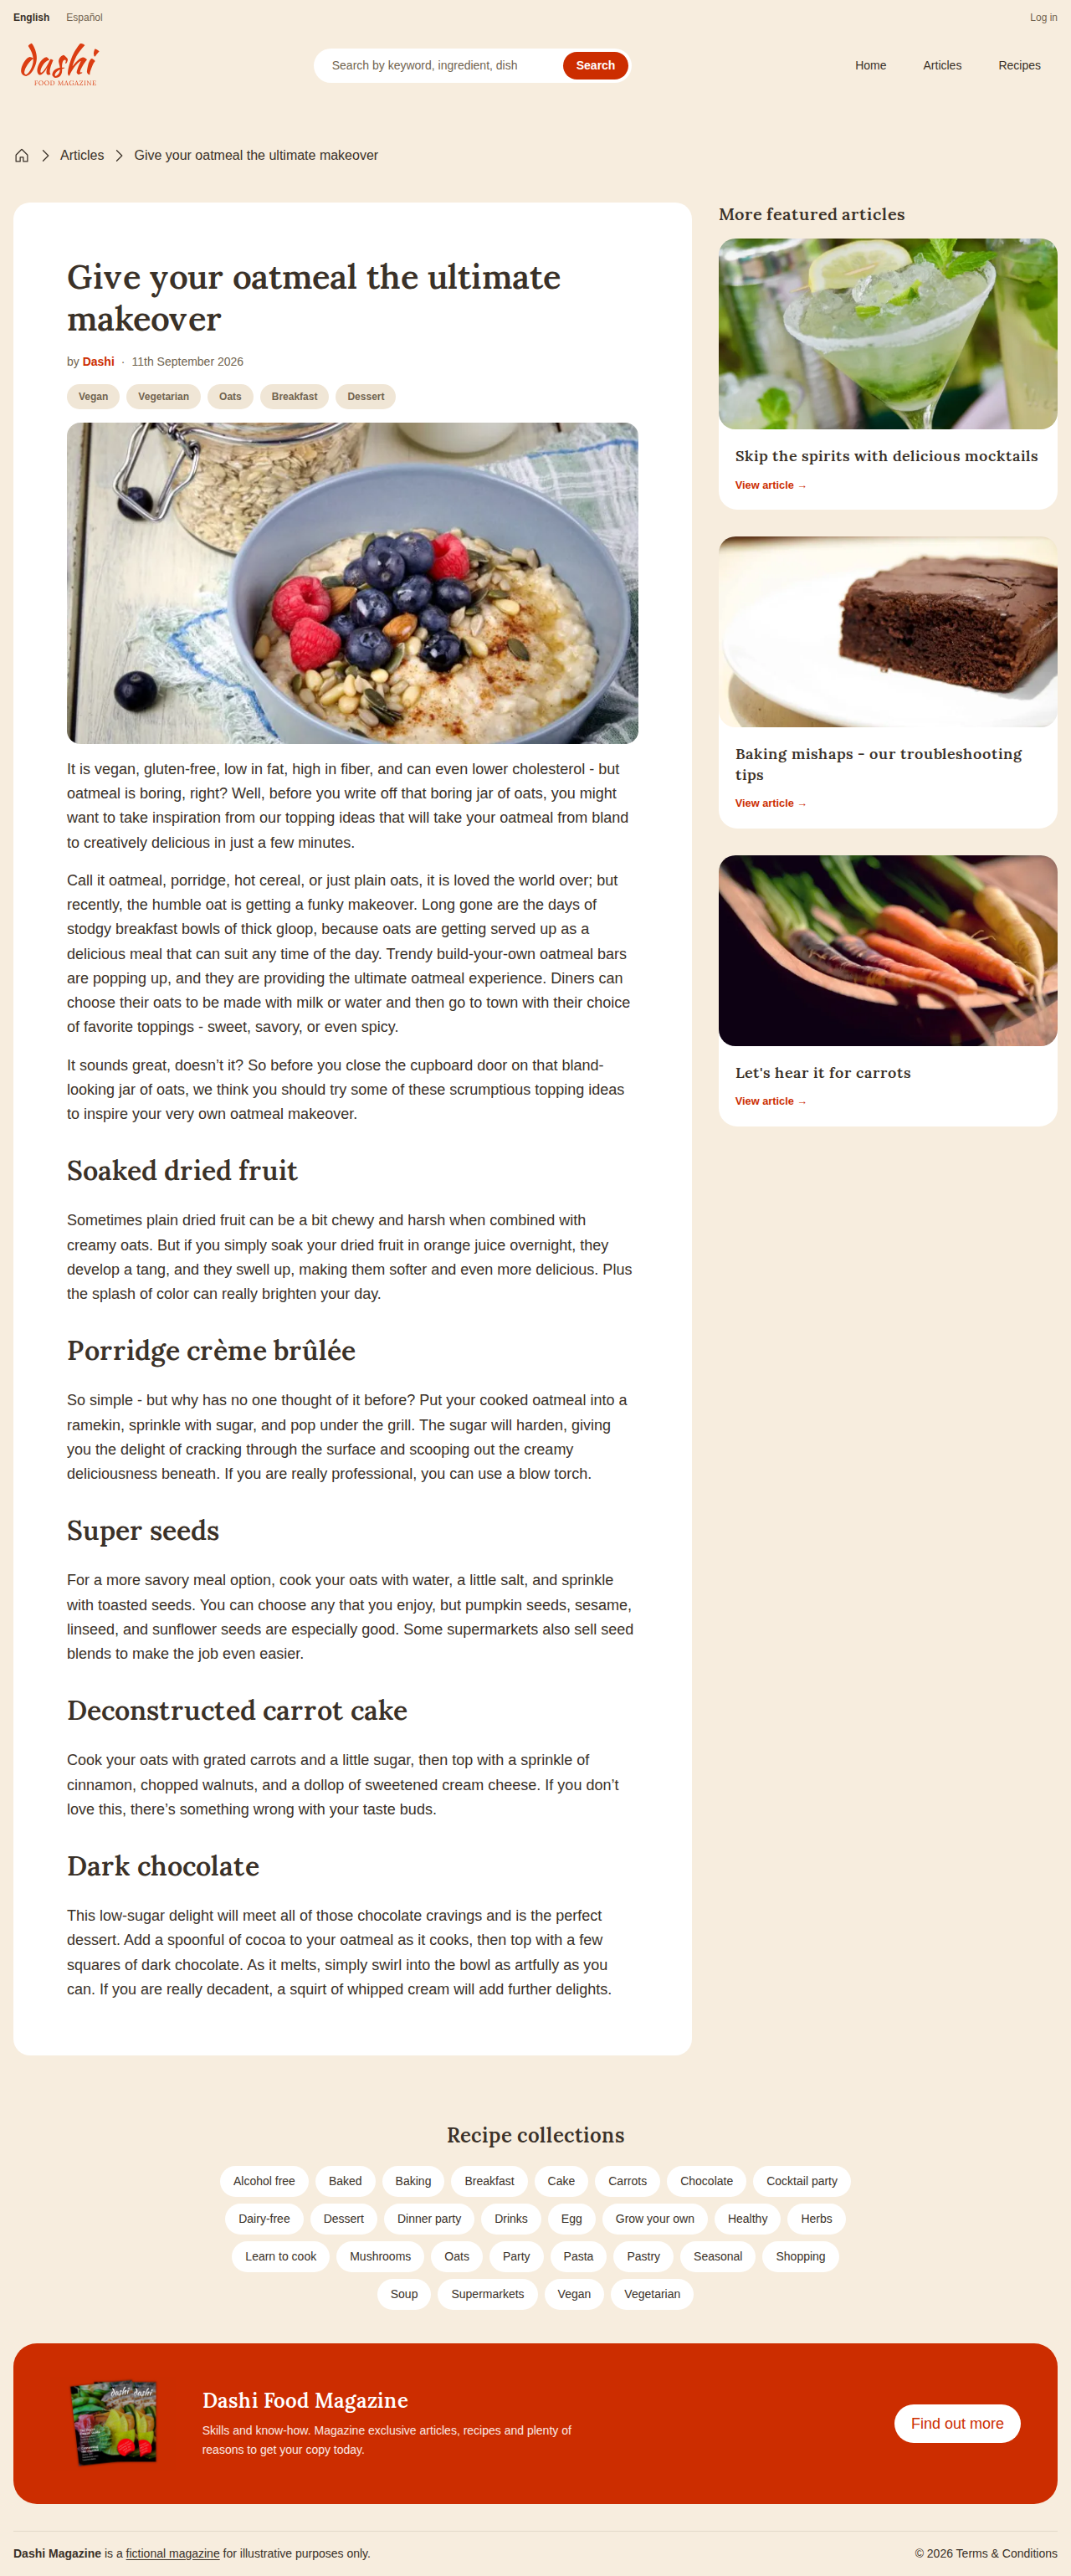 English Español Log in
dashi
FOOD MAGAZINE
Search by keyword, ingredient, dish Search
Home Articles Recipes
Articles Give your oatmeal the ultimate makeover
Give your oatmeal the ultimate
makeover
by Dashi · 11th September 2026
Vegan Vegetarian Oats Breakfast Dessert
It is vegan, gluten-free, low in fat, high in fiber, and can even lower cholesterol - but
oatmeal is boring, right? Well, before you write off that boring jar of oats, you might
want to take inspiration from our topping ideas that will take your oatmeal from bland
to creatively delicious in just a few minutes.
Call it oatmeal, porridge, hot cereal, or just plain oats, it is loved the world over; but
recently, the humble oat is getting a funky makeover. Long gone are the days of
stodgy breakfast bowls of thick gloop, because oats are getting served up as a
delicious meal that can suit any time of the day. Trendy build-your-own oatmeal bars
are popping up, and they are providing the ultimate oatmeal experience. Diners can
choose their oats to be made with milk or water and then go to town with their choice
of favorite toppings - sweet, savory, or even spicy.
It sounds great, doesn’t it? So before you close the cupboard door on that bland-
looking jar of oats, we think you should try some of these scrumptious topping ideas
to inspire your very own oatmeal makeover.
Soaked dried fruit
Sometimes plain dried fruit can be a bit chewy and harsh when combined with
creamy oats. But if you simply soak your dried fruit in orange juice overnight, they
develop a tang, and they swell up, making them softer and even more delicious. Plus
the splash of color can really brighten your day.
Porridge crème brûlée
So simple - but why has no one thought of it before? Put your cooked oatmeal into a
ramekin, sprinkle with sugar, and pop under the grill. The sugar will harden, giving
you the delight of cracking through the surface and scooping out the creamy
deliciousness beneath. If you are really professional, you can use a blow torch.
Super seeds
For a more savory meal option, cook your oats with water, a little salt, and sprinkle
with toasted seeds. You can choose any that you enjoy, but pumpkin seeds, sesame,
linseed, and sunflower seeds are especially good. Some supermarkets also sell seed
blends to make the job even easier.
Deconstructed carrot cake
Cook your oats with grated carrots and a little sugar, then top with a sprinkle of
cinnamon, chopped walnuts, and a dollop of sweetened cream cheese. If you don’t
love this, there’s something wrong with your taste buds.
Dark chocolate
This low-sugar delight will meet all of those chocolate cravings and is the perfect
dessert. Add a spoonful of cocoa to your oatmeal as it cooks, then top with a few
squares of dark chocolate. As it melts, simply swirl into the bowl as artfully as you
can. If you are really decadent, a squirt of whipped cream will add further delights.
More featured articles
Skip the spirits with delicious mocktails
View article →
Baking mishaps - our troubleshooting
tips
View article →
Let's hear it for carrots
View article →
Recipe collections
Alcohol free Baked Baking Breakfast Cake Carrots Chocolate Cocktail party
Dairy-free Dessert Dinner party Drinks Egg Grow your own Healthy Herbs
Learn to cook Mushrooms Oats Party Pasta Pastry Seasonal Shopping
Soup Supermarkets Vegan Vegetarian
dashi dashi
Dashi Food Magazine
Skills and know-how. Magazine exclusive articles, recipes and plenty of
reasons to get your copy today.
Find out more
Dashi Magazine is a fictional magazine for illustrative purposes only.
© 2026 Terms & Conditions